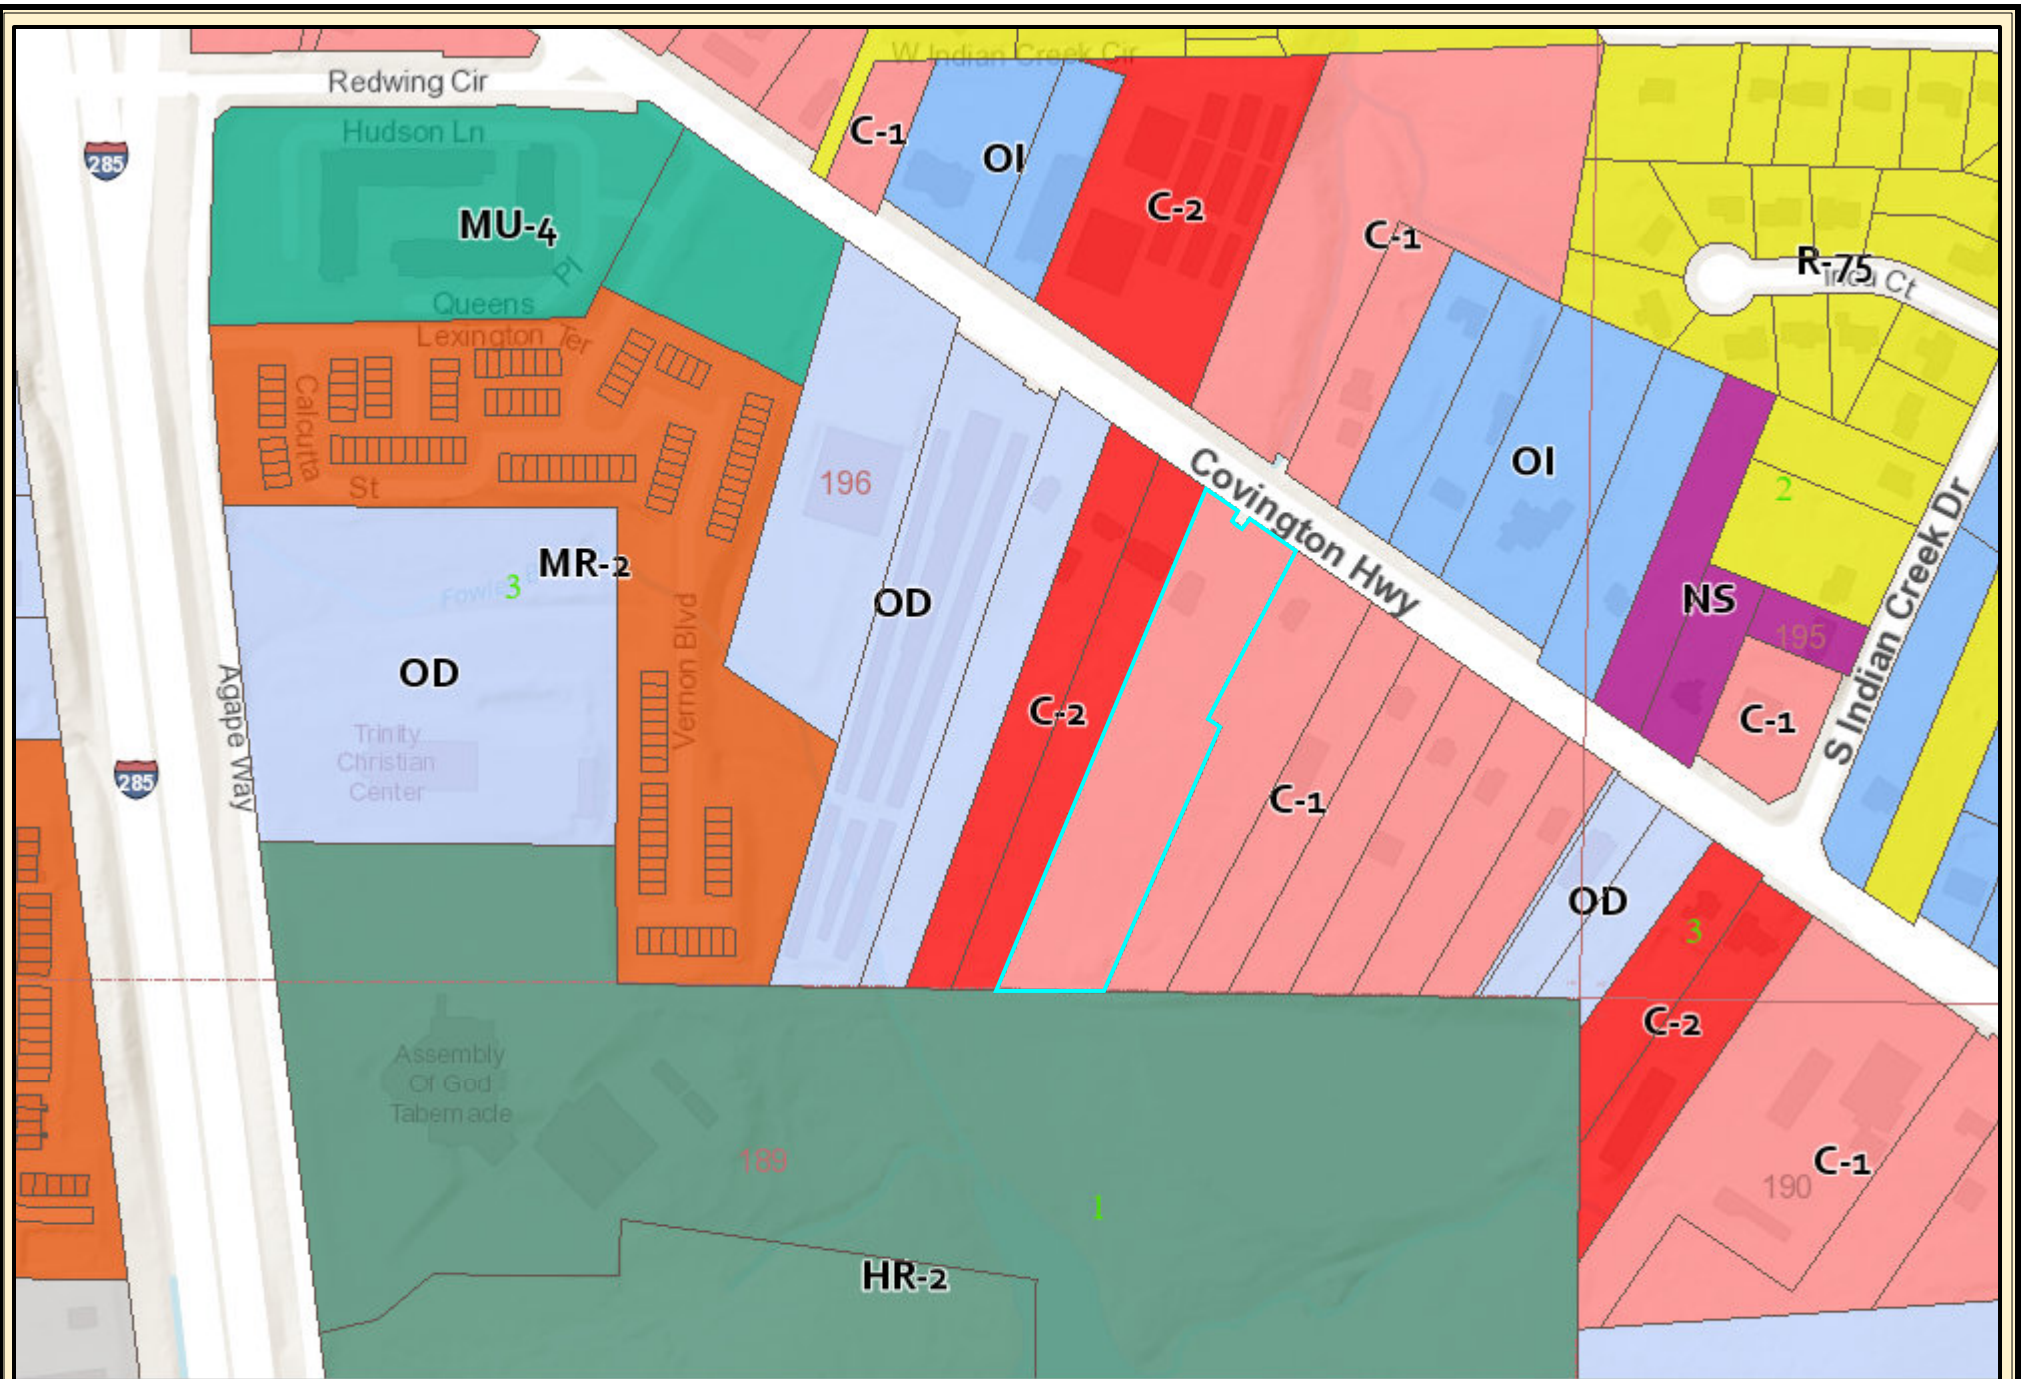 W Indian Creek Cir
Redwing Cir
Hudson Ln
C-1
OI
285
C-2
MU-4
C-1
R-75
Pl
Queens
Lexington
Ter
Calcutta
St
196
Covington Hwy
OI
2
MR-2
3
OD
NS
195
S Indian Creek Dr
Vernon Blvd
OD
Agape Way
C-2
C-1
Trinity
Christian
Center
285
C-1
OD
3
C-2
Assembly
Of God
Tabernacle
189
1
C-1
190
HR-2